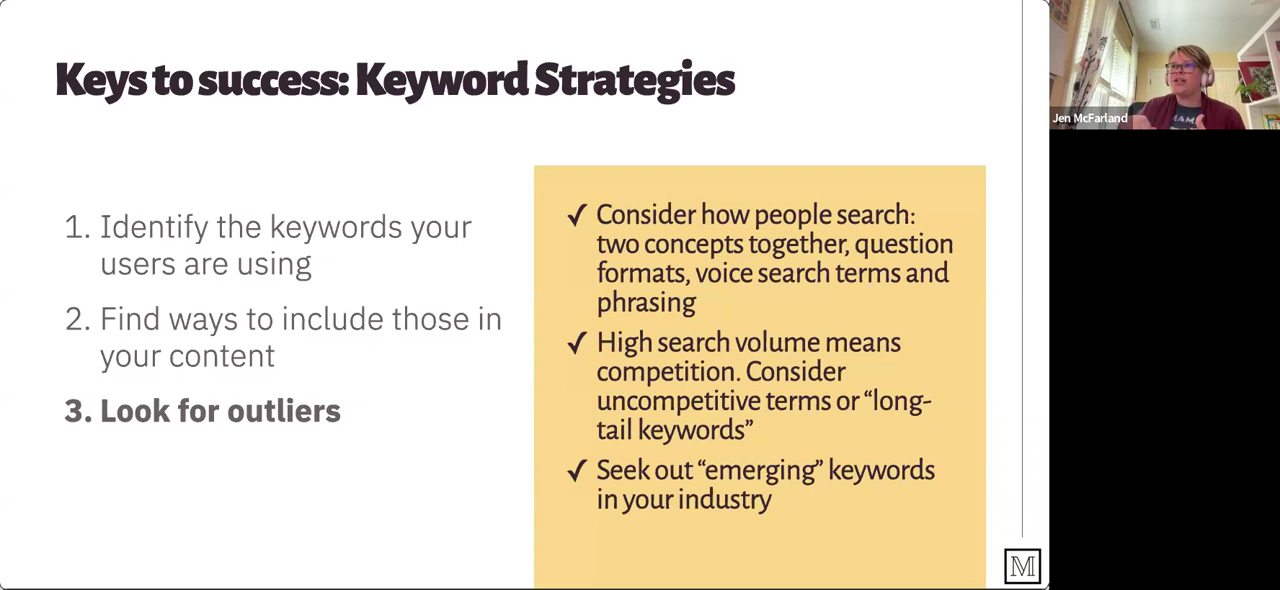 Keys to success: Keyword Strategies
1. Identify the keywords your
users are using
2. Find ways to include those in
your content
3. Look for outliers
✓ Consider how people search:
two concepts together, question
formats, voice search terms and
phrasing
✓ High search volume means
competition. Consider
uncompetitive terms or “long-
tail keywords”
✓ Seek out “emerging” keywords
in your industry
M
Jen McFarland